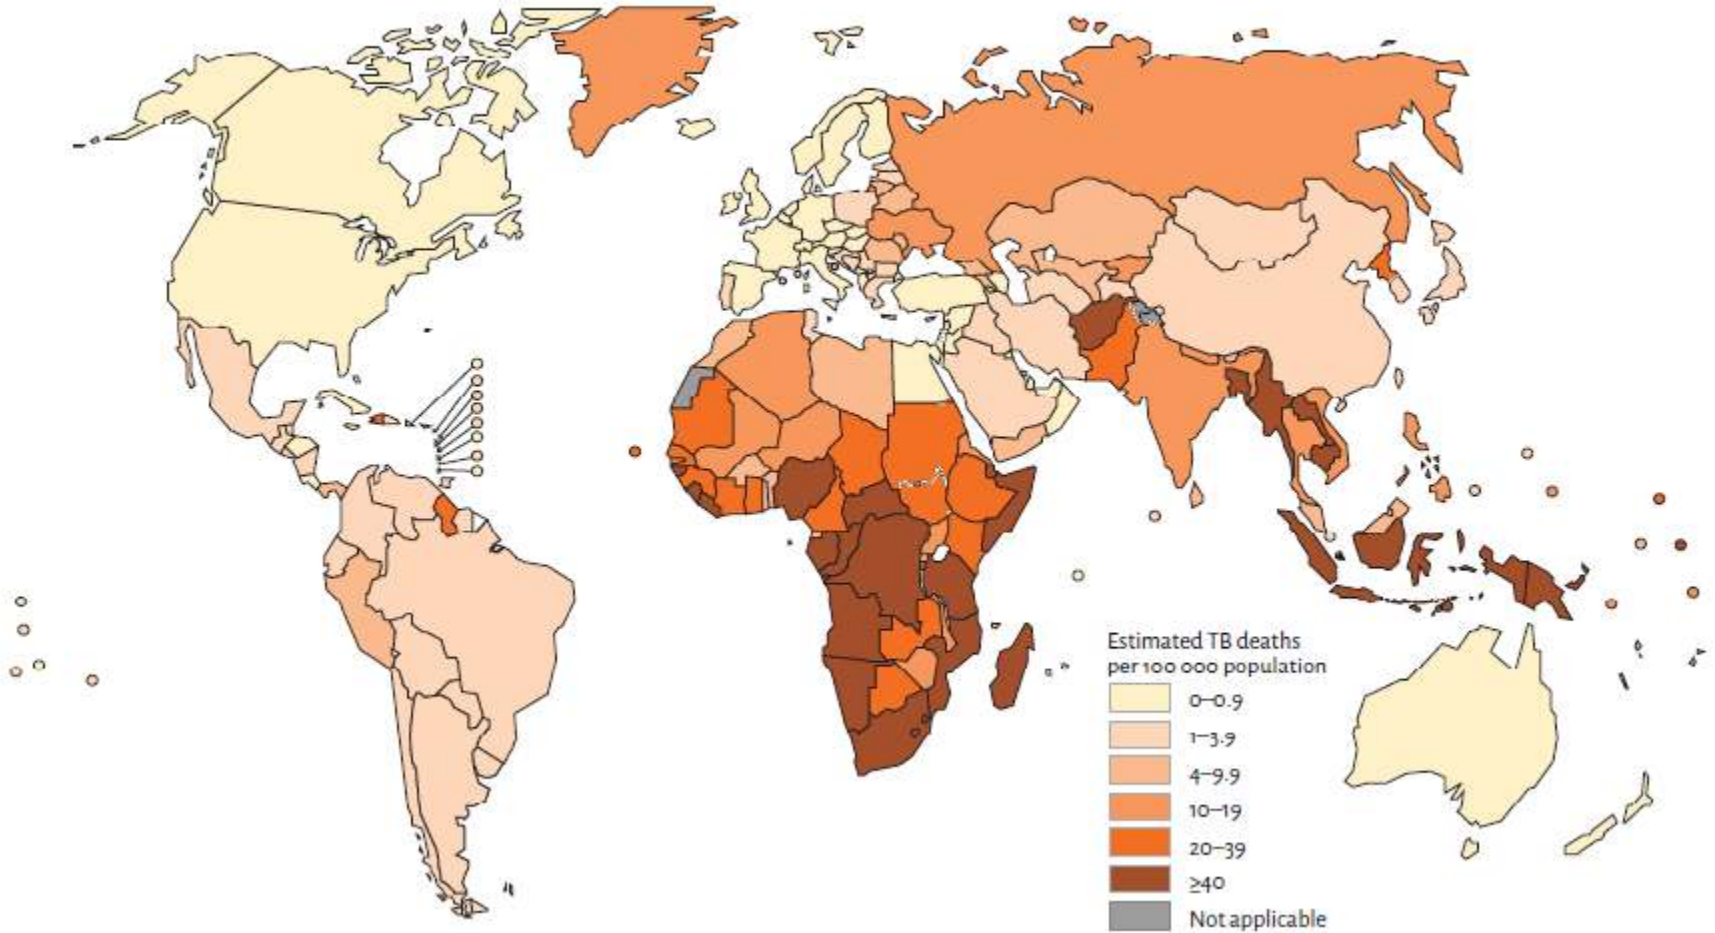 Estimated TB deaths
per 100 000 population
0–0.9
1–3.9
4–9.9
10–19
20–39
≥40
Not applicable